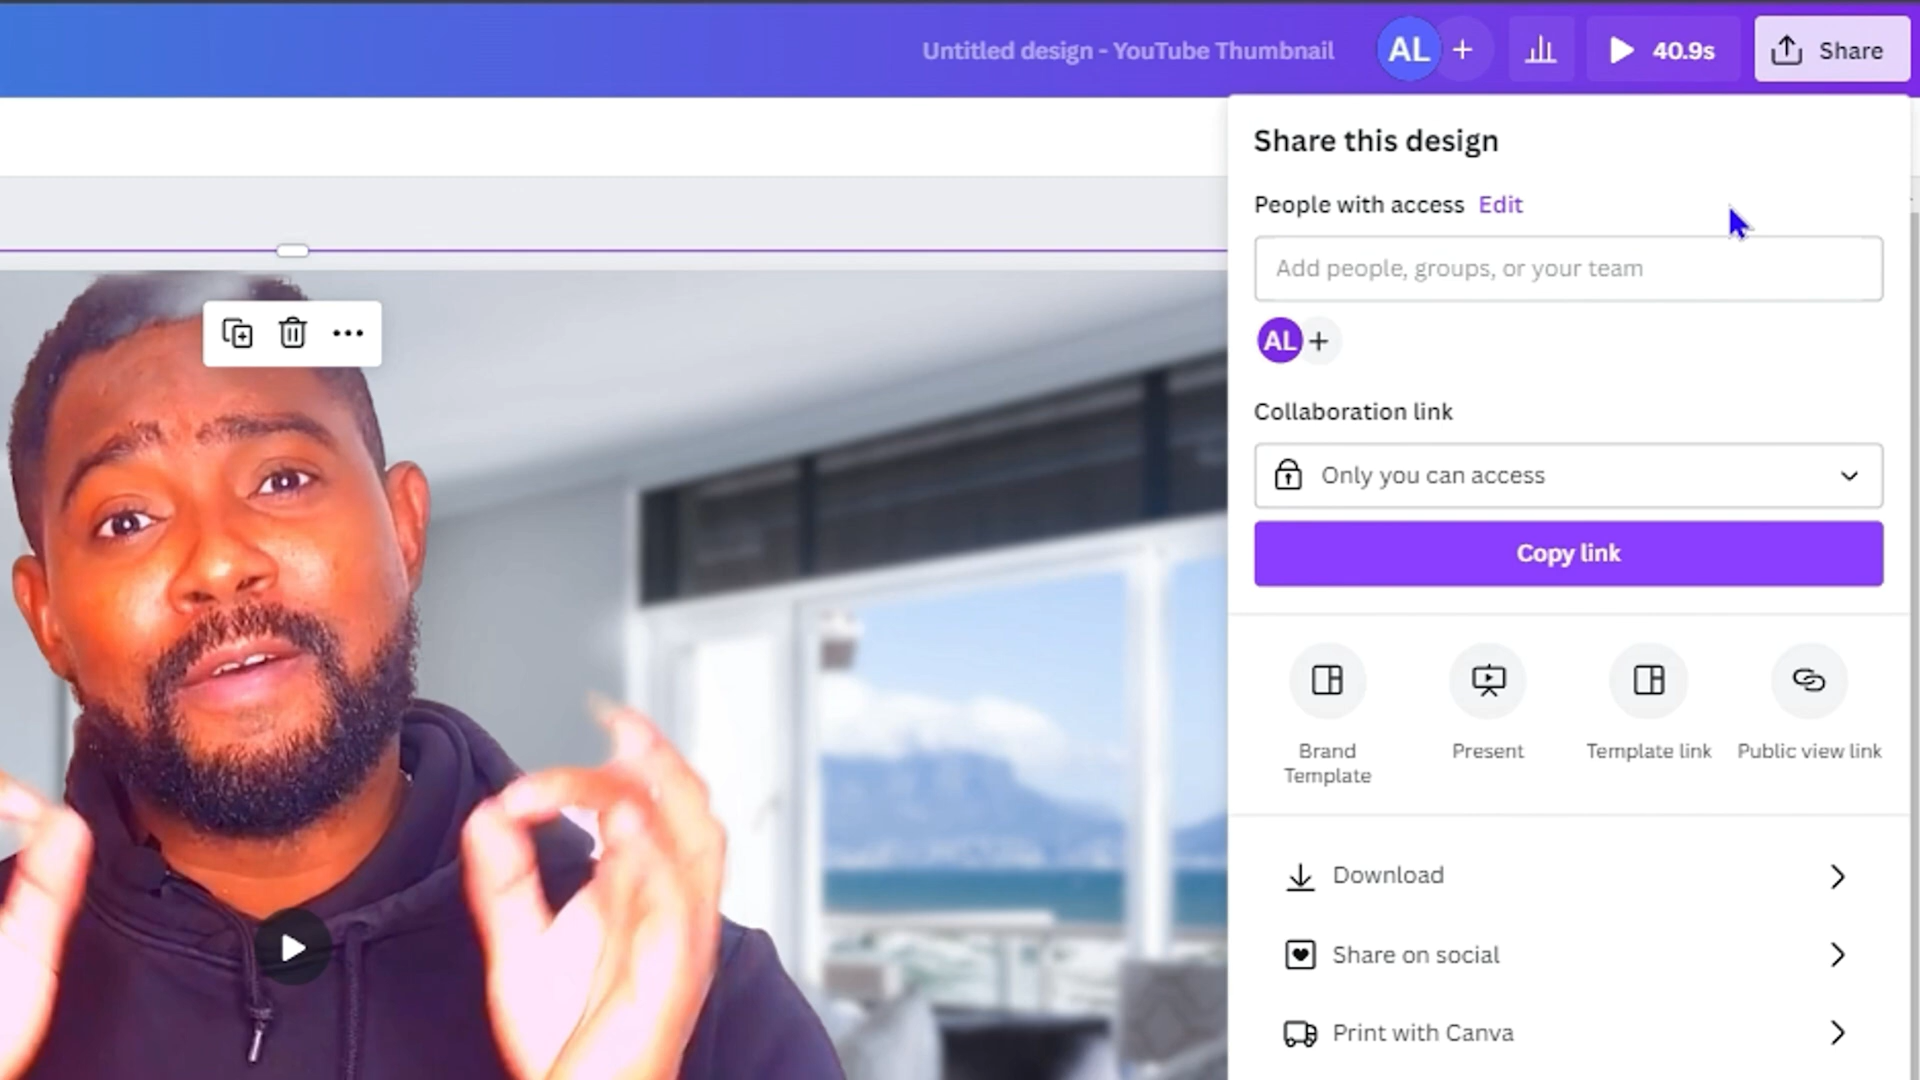 Untitled design - YouTube Thumbnail
AL
40.9s
Share
Share this design
People with access Edit
Add people, groups, or your team
AL
Collaboration link
Only you can access
Copy link
Brand
Template
Present
Template link
Public view link
Download
Share on social
Print with Canva